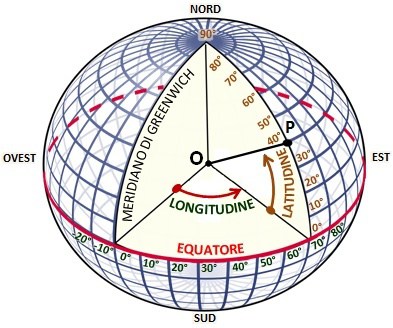 NORD
90°
80°
70°
60°
50°
40°
30°
20°
10°
0°
P
O
OVEST
EST
MERIDIANO DI GREENWICH
LATITUDINE
LONGITUDINE
EQUATORE
-20° -10° 0° 10° 20° 30° 40° 50° 60° 70° 80°
SUD